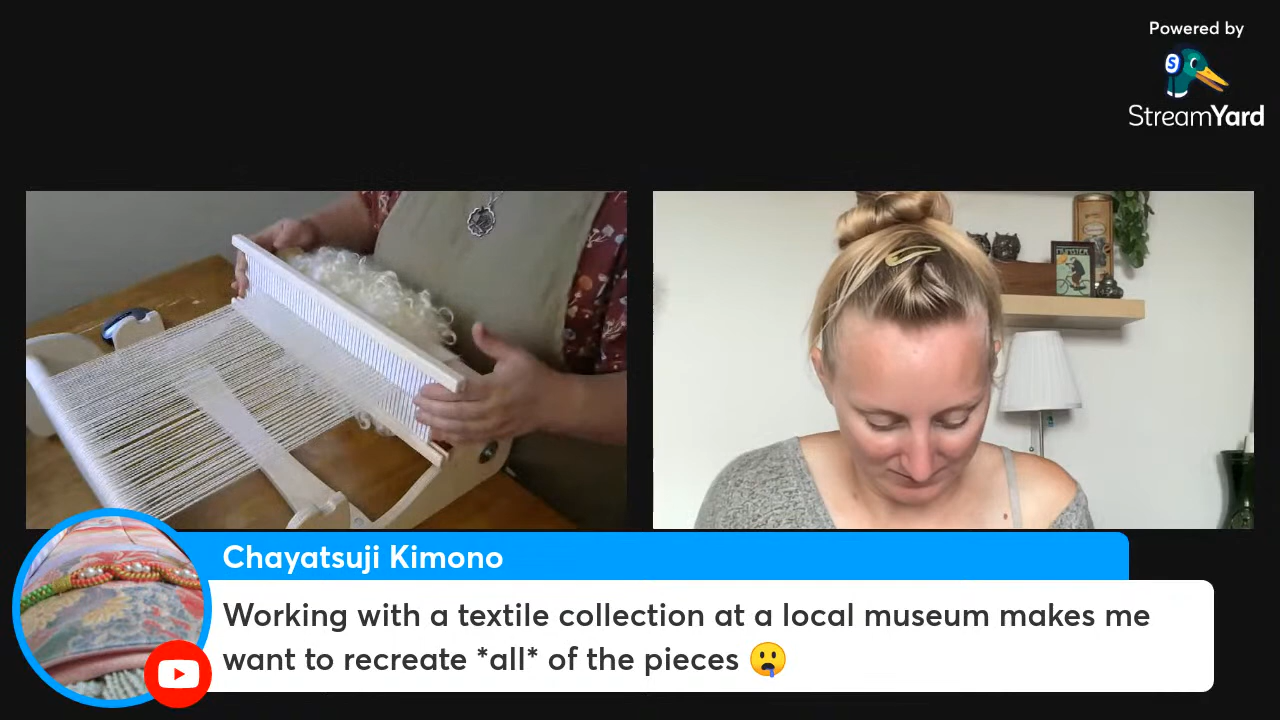 Powered by
StreamYard
Chayatsuji Kimono
Working with a textile collection at a local museum makes me
want to recreate *all* of the pieces 🤤